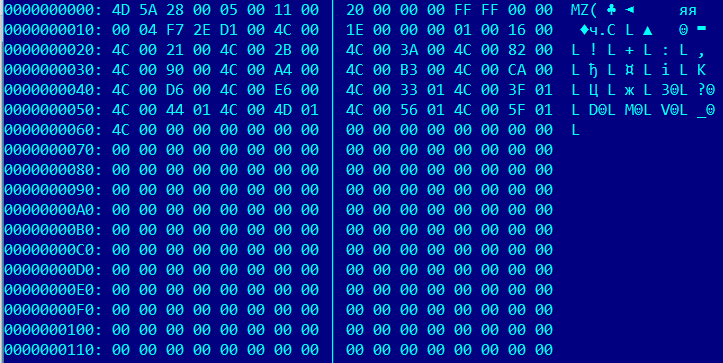 0000000000: 4D 5A 28 00 05 00 11 00 │ 20 00 00 00 FF FF 00 00 MZ( ♣ ◄ яя
0000000010: 00 04 F7 2E D1 00 4C 00 │ 1E 00 00 00 01 00 16 00 ♦ч.С L ▲ ☺ ▬
0000000020: 4C 00 21 00 4C 00 2B 00 │ 4C 00 3A 00 4C 00 82 00 L ! L + L : L ‚
0000000030: 4C 00 90 00 4C 00 A4 00 │ 4C 00 B3 00 4C 00 CA 00 L ђ L ¤ L і L К
0000000040: 4C 00 D6 00 4C 00 E6 00 │ 4C 00 33 01 4C 00 3F 01 L Ц L ж L 3☺L ?☺
0000000050: 4C 00 44 01 4C 00 4D 01 │ 4C 00 56 01 4C 00 5F 01 L D☺L M☺L V☺L _☺
0000000060: 4C 00 00 00 00 00 00 00 │ 00 00 00 00 00 00 00 00 L
0000000070: 00 00 00 00 00 00 00 00 │ 00 00 00 00 00 00 00 00
0000000080: 00 00 00 00 00 00 00 00 │ 00 00 00 00 00 00 00 00
0000000090: 00 00 00 00 00 00 00 00 │ 00 00 00 00 00 00 00 00
00000000A0: 00 00 00 00 00 00 00 00 │ 00 00 00 00 00 00 00 00
00000000B0: 00 00 00 00 00 00 00 00 │ 00 00 00 00 00 00 00 00
00000000C0: 00 00 00 00 00 00 00 00 │ 00 00 00 00 00 00 00 00
00000000D0: 00 00 00 00 00 00 00 00 │ 00 00 00 00 00 00 00 00
00000000E0: 00 00 00 00 00 00 00 00 │ 00 00 00 00 00 00 00 00
00000000F0: 00 00 00 00 00 00 00 00 │ 00 00 00 00 00 00 00 00
0000000100: 00 00 00 00 00 00 00 00 │ 00 00 00 00 00 00 00 00
0000000110: 00 00 00 00 00 00 00 00 │ 00 00 00 00 00 00 00 00